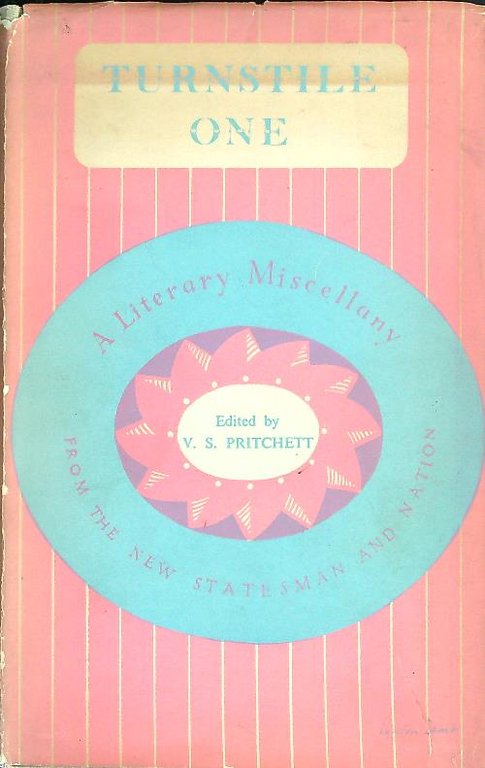 TURNSTILE
ONE
A Literary Miscellany
Edited by
V. S. PRITCHETT
FROM THE NEW STATESMAN AND NATION